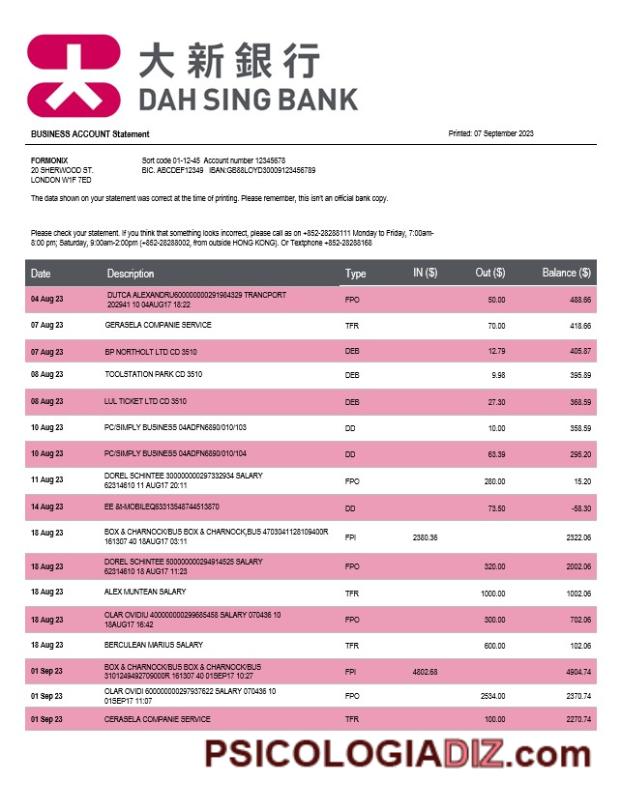 大新銀行
DAH SING BANK
BUSINESS ACCOUNT Statement Printed: 07 September 2023
FORMONIX Sort code 01-12-45 Account number 12345678
20 SHERWOOD ST. BIC. ABCDEF12349 IBAN:GB88LOYD30009123456789
LONDON W1F 7ED
The data shown on your statement was correct at the time of printing. Please remember, this isn't an official bank copy.
Please check your statement. If you think that something looks incorrect, please call as on +852-28288111 Monday to Friday, 7:00am-
8:00 pm; Saturday, 9:00am-2:00pm (+852-28288002, from outside HONG KONG). Or Textphone +852-28288168
Date Description Type IN ($) Out ($) Balance ($)
04 Aug 23 DUTCA ALEXANDRU600000000291984329 TRANCPORT FPO 50.00 488.66
202941 10 04AUG17 18:22
07 Aug 23 GERASELA COMPANIE SERVICE TFR 70.00 418.66
07 Aug 23 BP NORTHOLT LTD CD 3510 DEB 12.79 405.87
08 Aug 23 TOOLSTATION PARK CD 3510 DEB 9.98 395.89
08 Aug 23 LUL TICKET LTD CD 3510 DEB 27.30 368.59
10 Aug 23 PC/SIMPLY BUSINESS 04ADFN6890/010/103 DD 10.00 358.59
10 Aug 23 PC/SIMPLY BUSINESS 04ADFN6890/010/104 DD 63.39 295.20
11 Aug 23 DOREL SCHINTEE 300000000297332934 SALARY FPO 280.00 15.20
62314610 11 AUG17 20:11
14 Aug 23 EE &t-MOBILEQ63313548744513870 DD 73.50 -58.30
18 Aug 23 BOX & CHARNOCK/BUS BOX & CHARNOCK,BUS 4703041128109400R FPI 2380.36 2322.06
161307 40 18AUG17 03:11
18 Aug 23 DOREL SCHINTEE 500000000294914525 SALARY FPO 320.00 2002.06
62314610 18 AUG17 11:23
18 Aug 23 ALEX MUNTEAN SALARY TFR 1000.00 1002.06
18 Aug 23 OLAR OVIDIU 400000000299685458 SALARY 070436 10 FPO 300.00 702.06
18AUG17 16:42
18 Aug 23 BERCULEAN MARIUS SALARY TFR 600.00 102.06
01 Sep 23 BOX & CHARNOCK/BUS BOX & CHARNOCK/BUS FPI 4802.68 4904.74
3101249492709000R 161307 40 01SEP17 10:27
01 Sep 23 OLAR OVIDI 600000000297937622 SALARY 070436 10 FPO 2534.00 2370.74
01SEP17 11:07
01 Sep 23 CERASELA COMPANIE SERVICE TFR 100.00 2270.74
PSICOLOGIADIZ.com